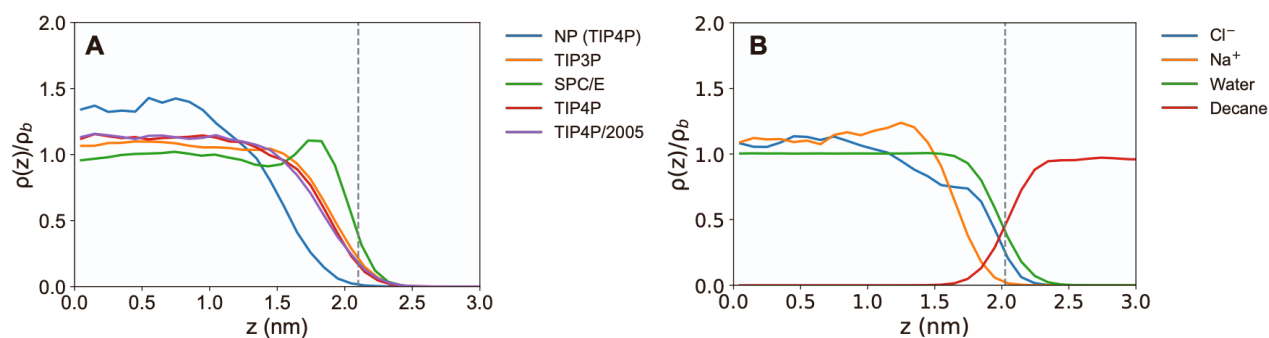 A
2.0
1.5
1.0
0.5
0.0
0.0 0.5 1.0 1.5 2.0 2.5 3.0
z (nm)
ρ(z)/ρb
NP (TIP4P)
TIP3P
SPC/E
TIP4P
TIP4P/2005
B
2.0
1.5
1.0
0.5
0.0
0.0 0.5 1.0 1.5 2.0 2.5 3.0
z (nm)
ρ(z)/ρb
Cl⁻
Na⁺
Water
Decane